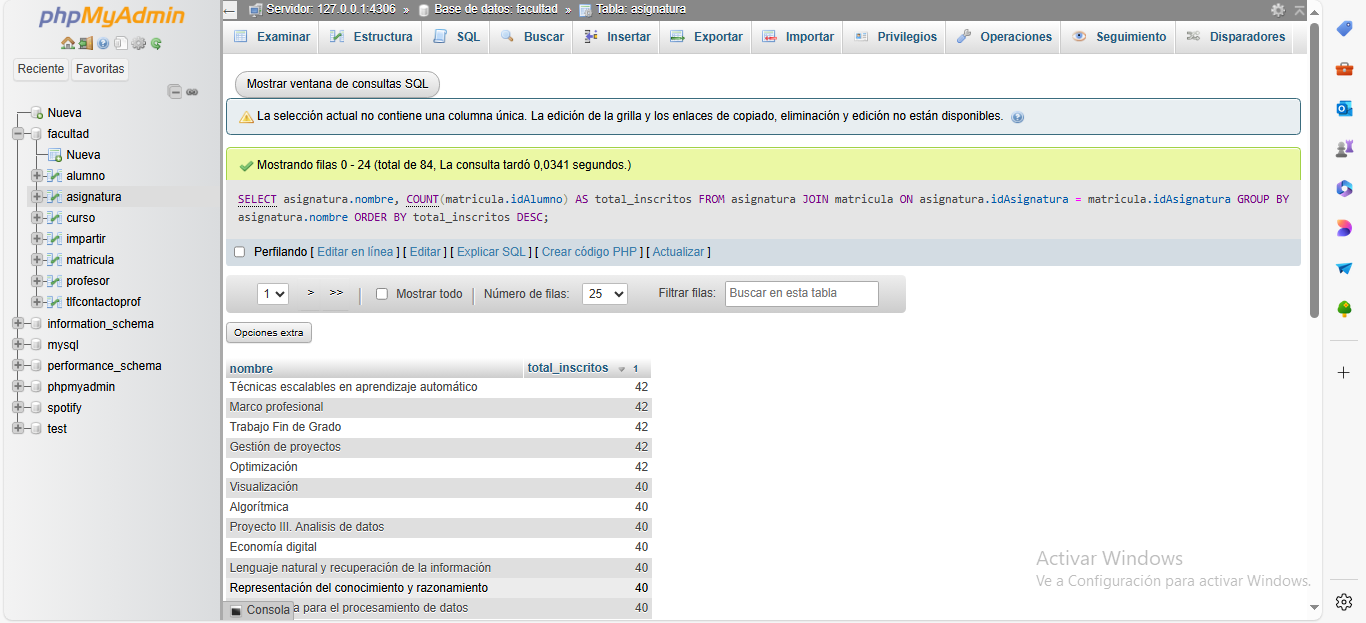 phpMyAdmin
Reciente Favoritas
Nueva
facultad
Nueva
alumno
asignatura
curso
impartir
matricula
profesor
tlfcontactoprof
information_schema
mysql
performance_schema
phpmyadmin
spotify
test
Servidor: 127.0.0.1:4306 » Base de datos: facultad » Tabla: asignatura
Examinar Estructura SQL Buscar Insertar Exportar Importar Privilegios Operaciones Seguimiento Disparadores
Mostrar ventana de consultas SQL
La selección actual no contiene una columna única. La edición de la grilla y los enlaces de copiado, eliminación y edición no están disponibles.
Mostrando filas 0 - 24 (total de 84, La consulta tardó 0,0341 segundos.)
SELECT asignatura.nombre, COUNT(matricula.idAlumno) AS total_inscritos FROM asignatura JOIN matricula ON asignatura.idAsignatura = matricula.idAsignatura GROUP BY
asignatura.nombre ORDER BY total_inscritos DESC;
Perfilando [ Editar en línea ] [ Editar ] [ Explicar SQL ] [ Crear código PHP ] [ Actualizar ]
1 > >> | Mostrar todo | Número de filas: 25 Filtrar filas: Buscar en esta tabla
Opciones extra
nombre total_inscritos 1
Técnicas escalables en aprendizaje automático 42
Marco profesional 42
Trabajo Fin de Grado 42
Gestión de proyectos 42
Optimización 42
Visualización 40
Algorítmica 40
Proyecto III. Analisis de datos 40
Economía digital 40
Lenguaje natural y recuperación de la información 40
Representación del conocimiento y razonamiento 40
a para el procesamiento de datos 40
Consola
Activar Windows
Ve a Configuración para activar Windows.